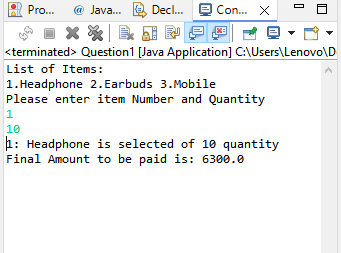 Pro...
Java...
Decl...
Con...
<terminated> Question1 [Java Application] C:\Users\Lenovo\D
List of Items:
1.Headphone 2.Earbuds 3.Mobile
Please enter item Number and Quantity
1
10
1: Headphone is selected of 10 quantity
Final Amount to be paid is: 6300.0